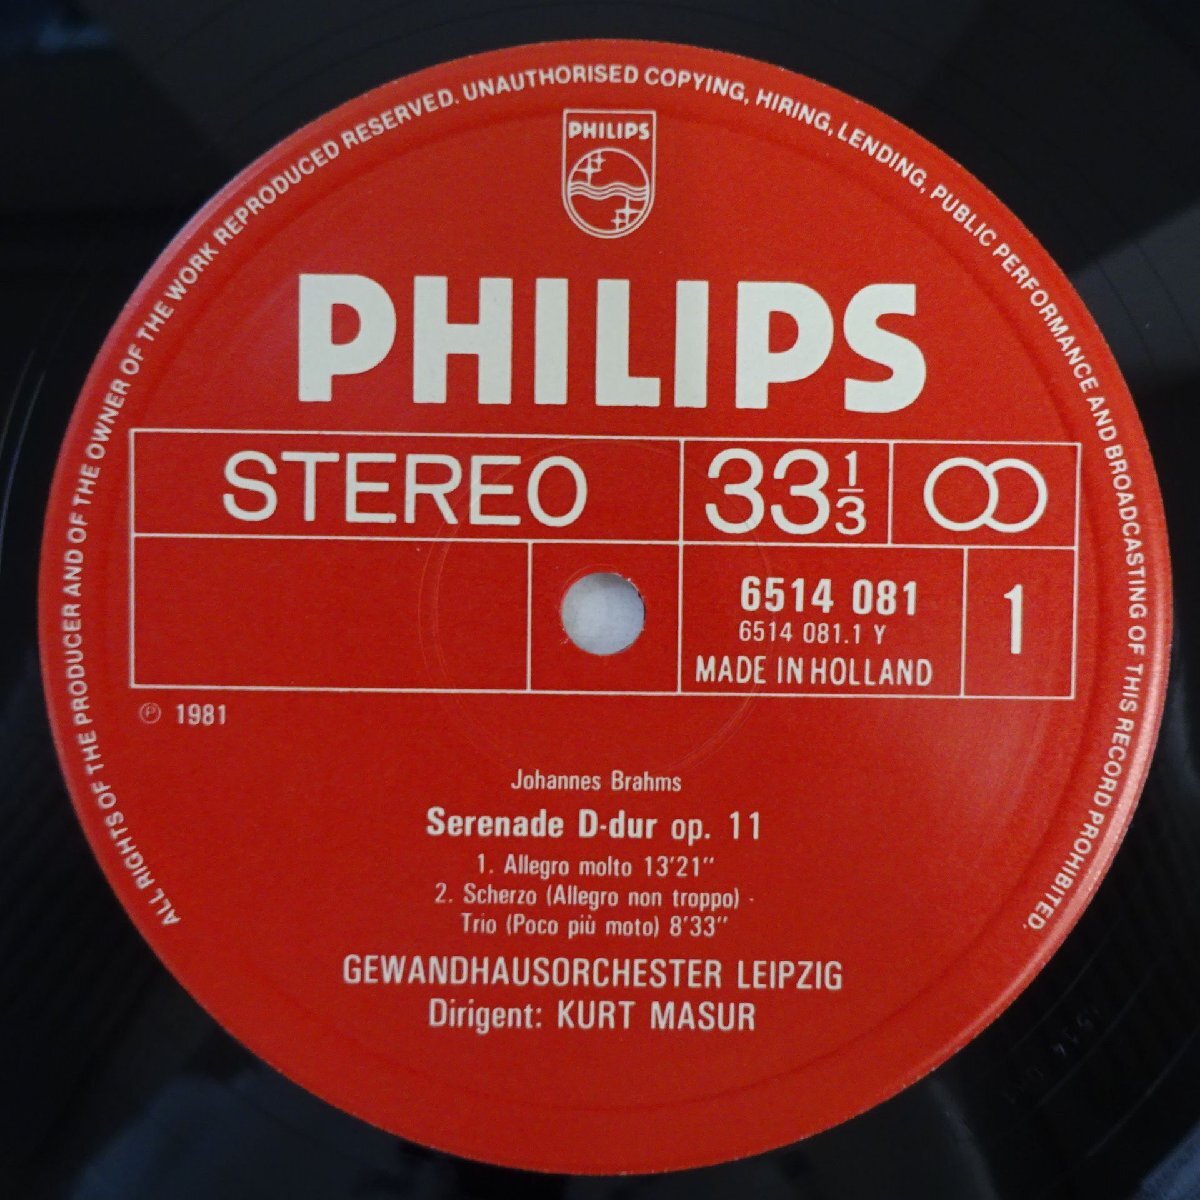 ALL RIGHTS OF THE PRODUCER AND OF THE OWNER OF THE WORK REPRODUCED RESERVED. UNAUTHORISED COPYING, HIRING, LENDING, PUBLIC PERFORMANCE AND BROADCASTING OF THIS RECORD PROHIBITED.
PHILIPS
PHILIPS
STEREO 33 1/3
6514 081 1
6514 081.1 Y
MADE IN HOLLAND
℗ 1981
Johannes Brahms
Serenade D-dur op. 11
1. Allegro molto 13'21"
2. Scherzo (Allegro non troppo) -
Trio (Poco più moto) 8'33"
GEWANDHAUSORCHESTER LEIPZIG
Dirigent: KURT MASUR